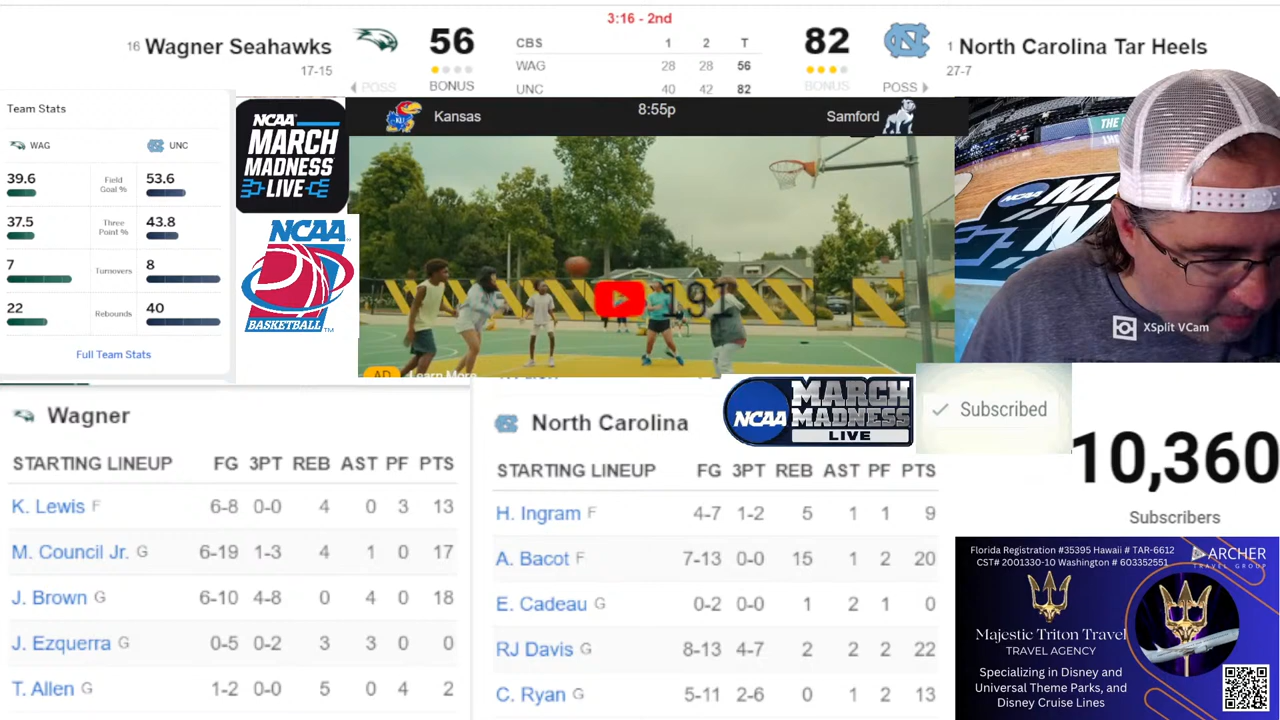 3:16 - 2nd
16 Wagner Seahawks
17-15
POSS
56
BONUS
CBS 1 2 T
WAG 28 28 56
UNC 40 42 82
82
BONUS
1 North Carolina Tar Heels
27-7
POSS
Team Stats
WAG UNC
39.6 Field Goal % 53.6
37.5 Three Point % 43.8
7 Turnovers 8
22 Rebounds 40
Full Team Stats
NCAA
MARCH
MADNESS
LIVE
NCAA
BASKETBALL™
KU
Kansas
8:55p
Samford
191
AD Learn More
THE
NCAA
XSplit VCam
Wagner
STARTING LINEUP FG 3PT REB AST PF PTS
K. Lewis F 6-8 0-0 4 0 3 13
M. Council Jr. G 6-19 1-3 4 1 0 17
J. Brown G 6-10 4-8 0 4 0 18
J. Ezquerra G 0-5 0-2 3 3 0 0
T. Allen G 1-2 0-0 5 0 4 2
North Carolina
STARTING LINEUP FG 3PT REB AST PF PTS
H. Ingram F 4-7 1-2 5 1 1 9
A. Bacot F 7-13 0-0 15 1 2 20
E. Cadeau G 0-2 0-0 1 2 1 0
RJ Davis G 8-13 4-7 2 2 2 22
C. Ryan G 5-11 2-6 0 1 2 13
NCAA
MARCH
MADNESS
LIVE
Subscribed
10,360
Subscribers
Florida Registration #35395 Hawaii # TAR-6612
CST# 2001330-10 Washington # 603352551
ARCHER
TRAVEL GROUP
Majestic Triton Travel
TRAVEL AGENCY
Specializing in Disney and
Universal Theme Parks, and
Disney Cruise Lines